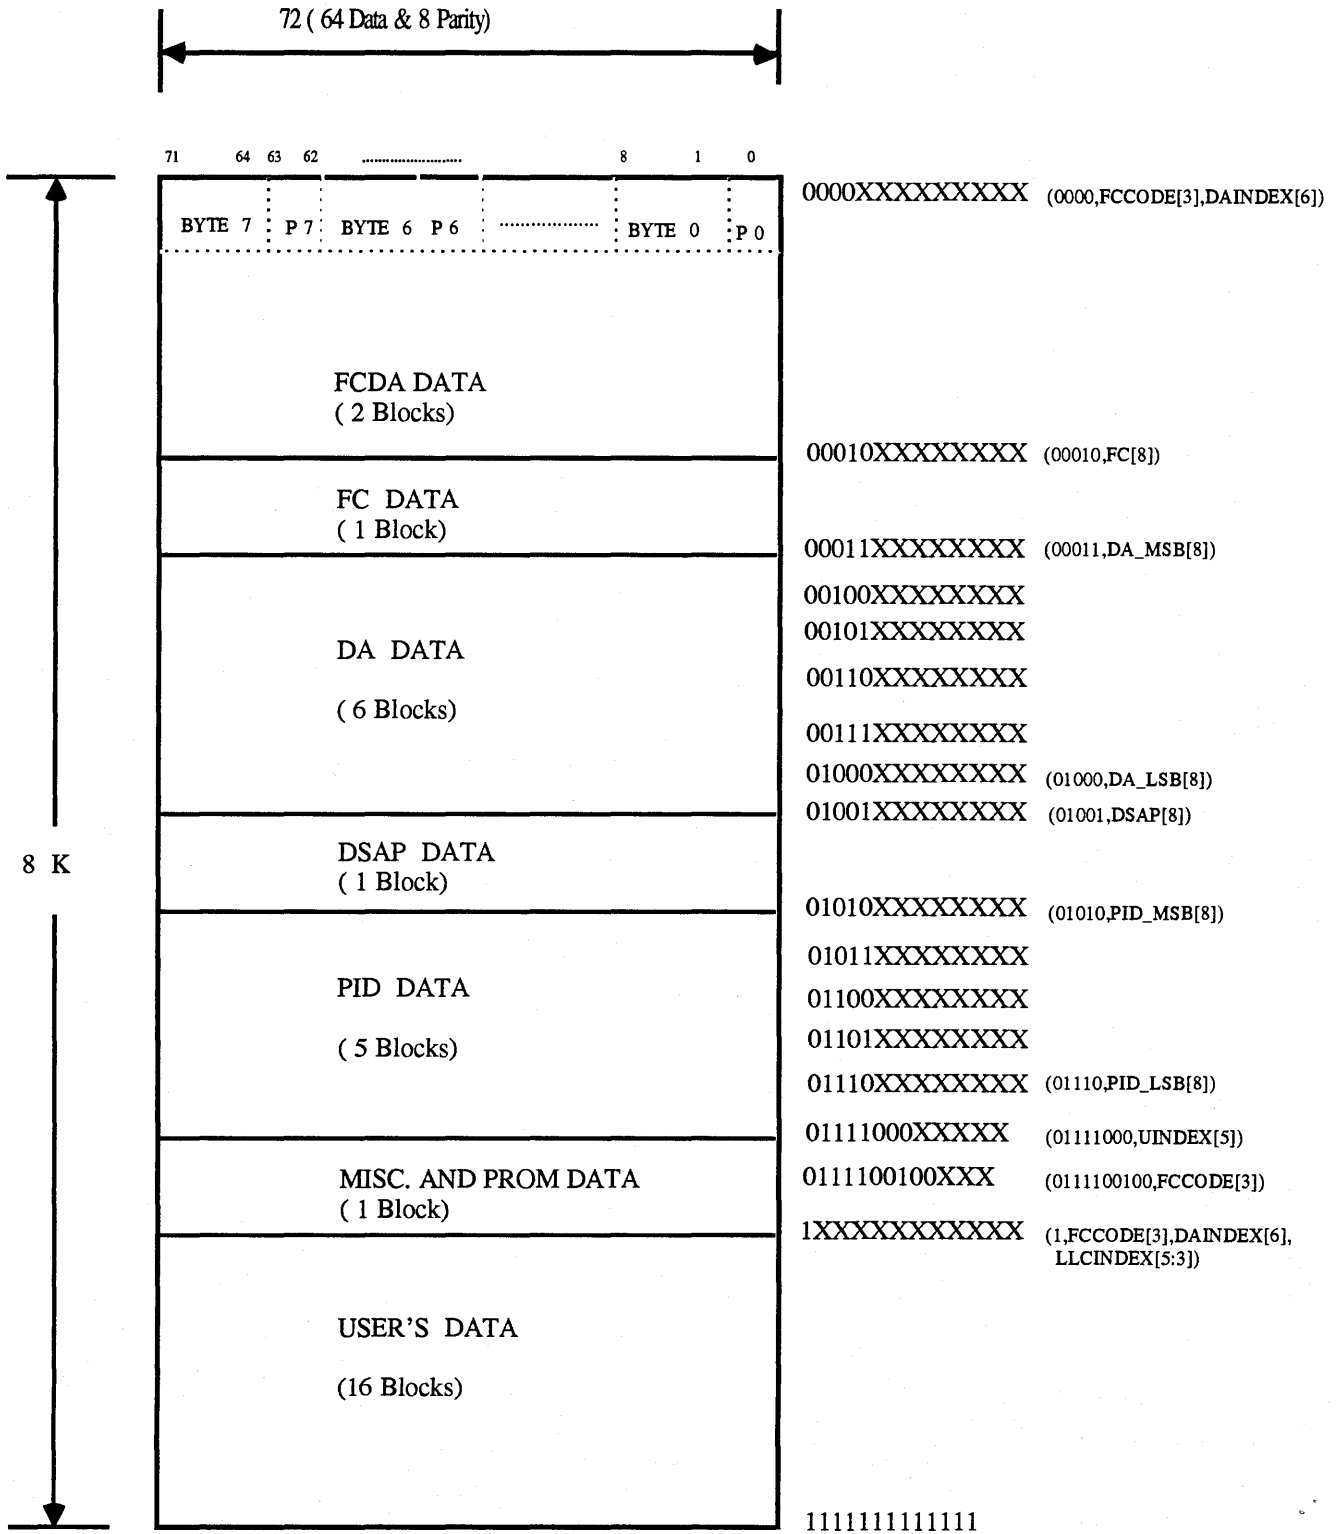 72 ( 64 Data & 8 Parity)
71 64 63 62 ........................ 8 1 0
BYTE 7 P 7 BYTE 6 P 6 .................. BYTE 0 P 0
0000XXXXXXXXX (0000,FCCODE[3],DAINDEX[6])
FCDA DATA
( 2 Blocks)
00010XXXXXXXX (00010,FC[8])
FC DATA
( 1 Block)
00011XXXXXXXX (00011,DA_MSB[8])
00100XXXXXXXX
00101XXXXXXXX
DA DATA
00110XXXXXXXX
( 6 Blocks)
00111XXXXXXXX
01000XXXXXXXX (01000,DA_LSB[8])
01001XXXXXXXX (01001,DSAP[8])
DSAP DATA
( 1 Block)
8 K
01010XXXXXXXX (01010,PID_MSB[8])
01011XXXXXXXX
PID DATA
01100XXXXXXXX
01101XXXXXXXX
( 5 Blocks)
01110XXXXXXXX (01110,PID_LSB[8])
01111000XXXXX (01111000,UINDEX[5])
MISC. AND PROM DATA
( 1 Block)
0111100100XXX (0111100100,FCCODE[3])
1XXXXXXXXXXX (1,FCCODE[3],DAINDEX[6],
LLCINDEX[5:3])
USER'S DATA
(16 Blocks)
1111111111111